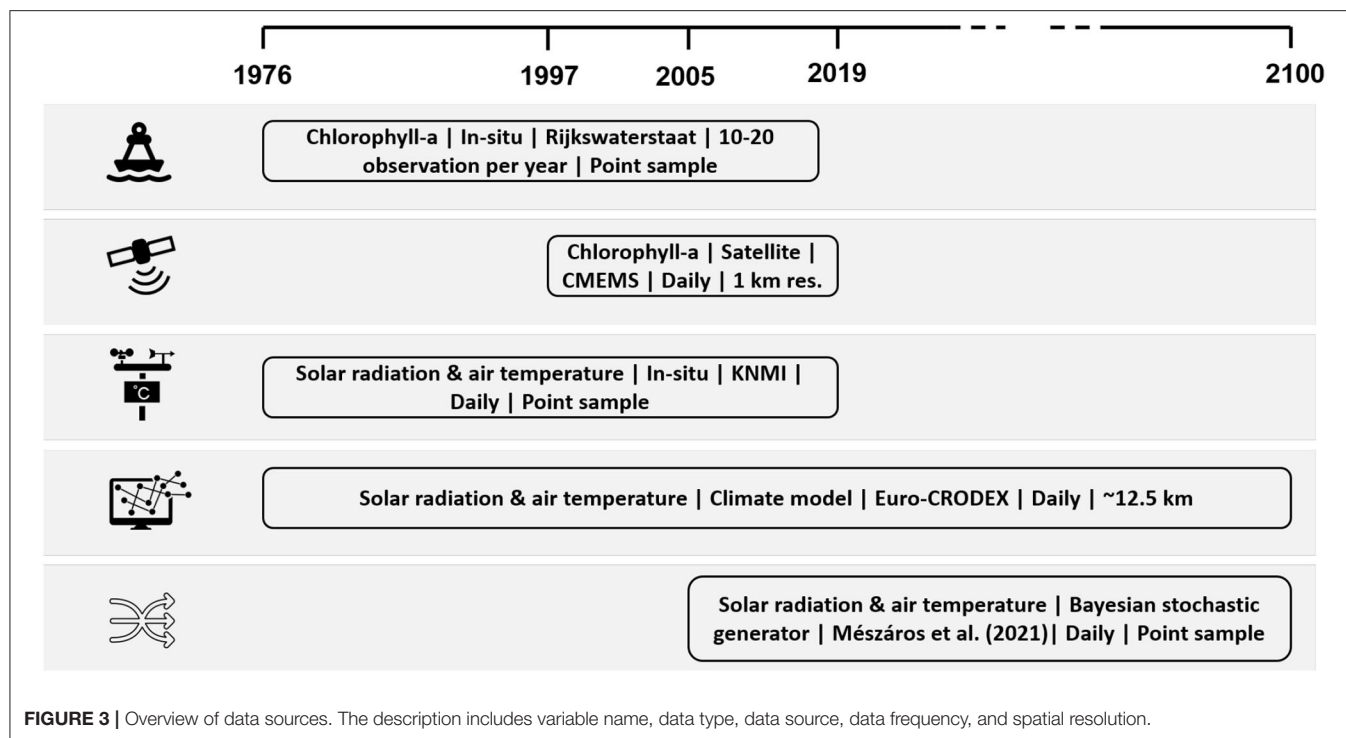 1976 1997 2005 2019 2100
Chlorophyll-a | In-situ | Rijkswaterstaat | 10-20
observation per year | Point sample
Chlorophyll-a | Satellite |
CMEMS | Daily | 1 km res.
°C
Solar radiation & air temperature | In-situ | KNMI |
Daily | Point sample
Solar radiation & air temperature | Climate model | Euro-CRODEX | Daily | ~12.5 km
Solar radiation & air temperature | Bayesian stochastic
generator | Mészáros et al. (2021)| Daily | Point sample
FIGURE 3 | Overview of data sources. The description includes variable name, data type, data source, data frequency, and spatial resolution.